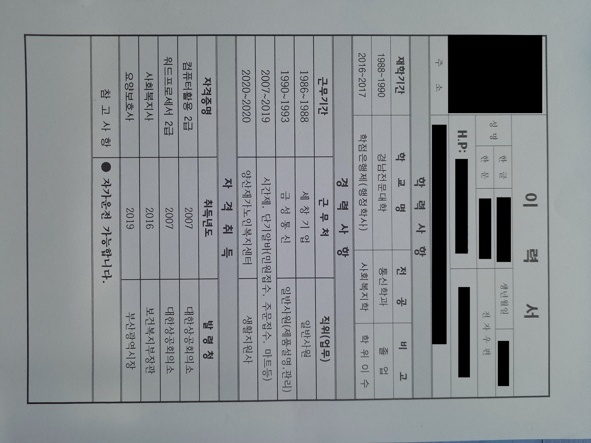 이 력 서
성 명 한 글 생년월일
한 문 전 자 우 편
H.P:
주 소
학 력 사 항
재학기간 학 교 명 전 공 비 고
1988~1990 경남전문대학 통신학과 졸 업
2016~2017 학점은행제(행정학사) 사회복지학 학 위 이 수
경 력 사 항
근무기간 근 무 처 직위(업무)
1986~1988 세 창 기 업 일반사원
1990~1993 금 성 통 신 일반사원(제품설명.관리)
2007~2019 시간제, 단기알바(민원접수, 주문접수, 마트등)
2020~2020 양산재가노인복지센터 생활지원사
자 격 취 득
자격증명 취득년도 발 령 청
컴퓨터활용 2급 2007 대한상공회의소
워드프로세서 2급 2007 대한상공회의소
사회복지사 2016 보건복지부장관
요양보호사 2019 부산광역시장
참 고 사 항 ● 자가운전 가능합니다.